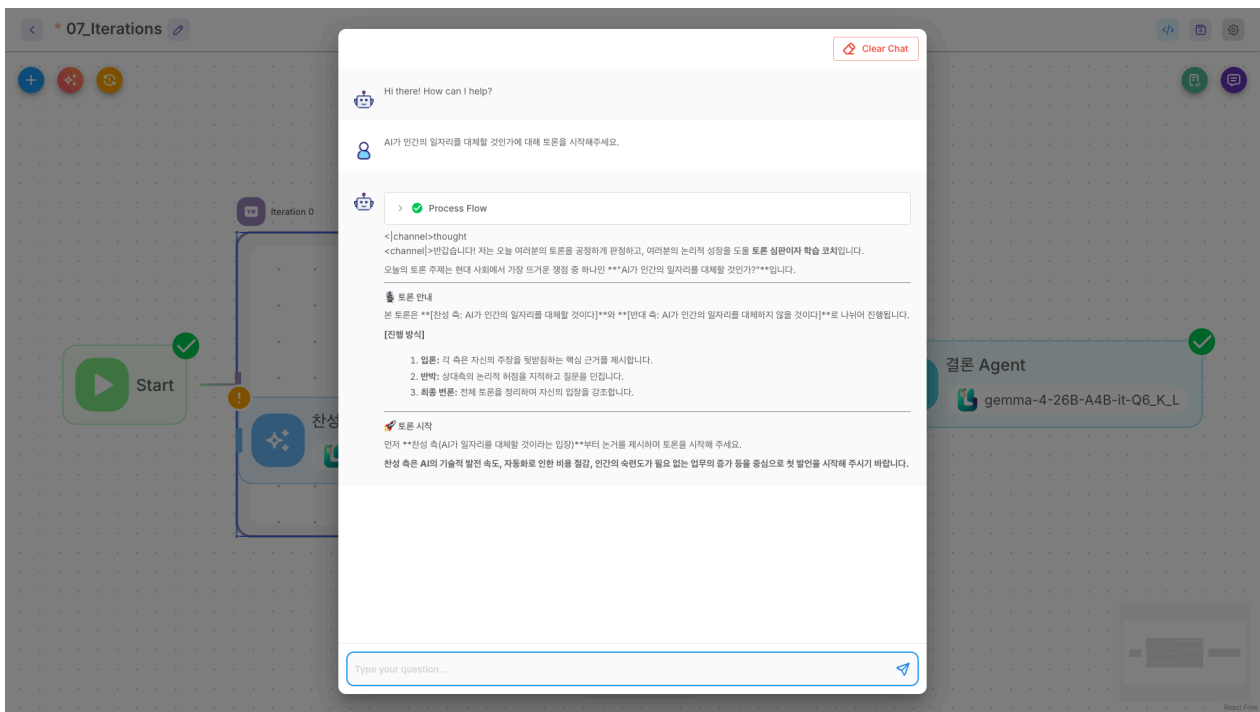 * 07_Iterations
Clear Chat
Hi there! How can I help?
AI가 인간의 일자리를 대체할 것인가에 대해 토론을 시작해주세요.
Iteration 0
Process Flow
<|channel>thought
<channel|>반갑습니다! 저는 오늘 여러분의 토론을 공정하게 판정하고, 여러분의 논리적 성장을 도울 토론 심판이자 학습 코치입니다.
오늘의 토론 주제는 현대 사회에서 가장 뜨거운 쟁점 중 하나인 **"AI가 인간의 일자리를 대체할 것인가?"**입니다.
토론 안내
본 토론은 **[찬성 측: AI가 인간의 일자리를 대체할 것이다]**와 **[반대 측: AI가 인간의 일자리를 대체하지 않을 것이다]**로 나뉘어 진행됩니다.
[진행 방식]
1. 입론: 각 측은 자신의 주장을 뒷받침하는 핵심 근거를 제시합니다.
2. 반박: 상대측의 논리적 허점을 지적하고 질문을 던집니다.
3. 최종 변론: 전체 토론을 정리하며 자신의 입장을 강조합니다.
Start
찬성
결론 Agent
gemma-4-26B-A4B-it-Q6_K_L
토론 시작
먼저 **찬성 측(AI가 일자리를 대체할 것이라는 입장)**부터 논거를 제시하며 토론을 시작해 주세요.
찬성 측은 AI의 기술적 발전 속도, 자동화로 인한 비용 절감, 인간의 숙련도가 필요 없는 업무의 증가 등을 중심으로 첫 발언을 시작해 주시기 바랍니다.
Type your question...
React Flow